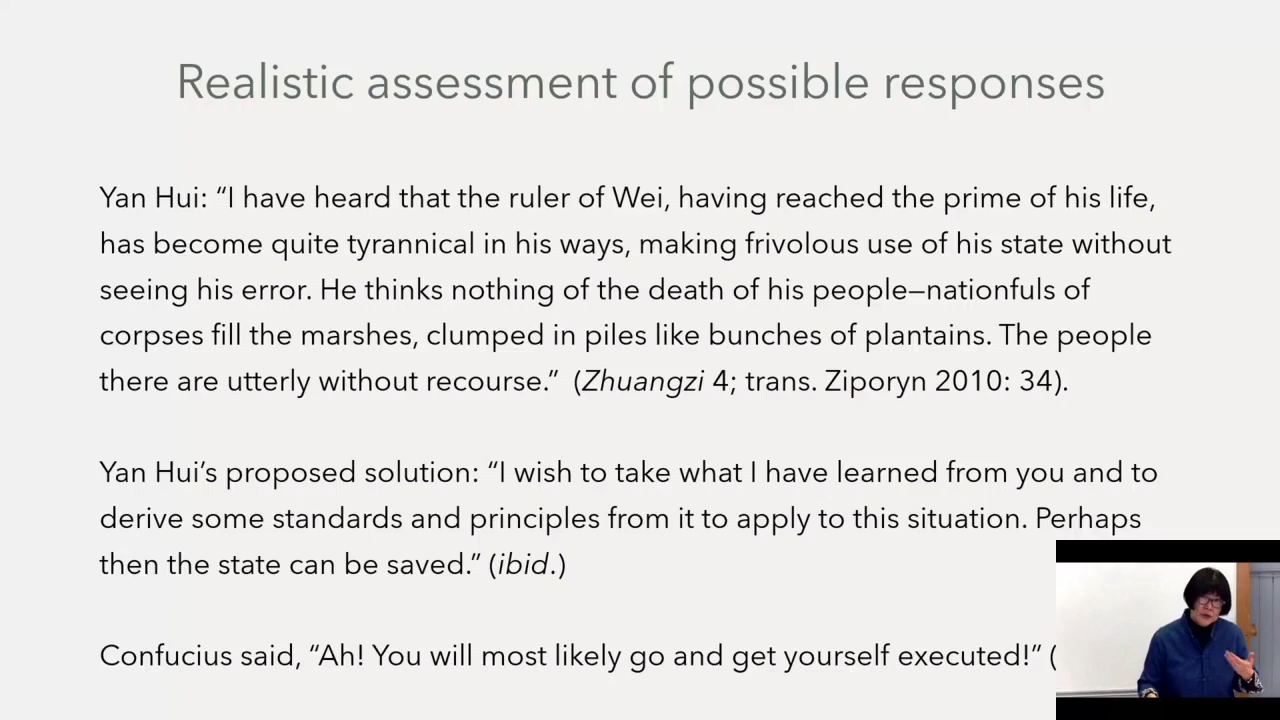 Realistic assessment of possible responses
Yan Hui: “I have heard that the ruler of Wei, having reached the prime of his life,
has become quite tyrannical in his ways, making frivolous use of his state without
seeing his error. He thinks nothing of the death of his people—nationfuls of
corpses fill the marshes, clumped in piles like bunches of plantains. The people
there are utterly without recourse.” (Zhuangzi 4; trans. Ziporyn 2010: 34).
Yan Hui’s proposed solution: “I wish to take what I have learned from you and to
derive some standards and principles from it to apply to this situation. Perhaps
then the state can be saved.” (ibid.)
Confucius said, “Ah! You will most likely go and get yourself executed!” (